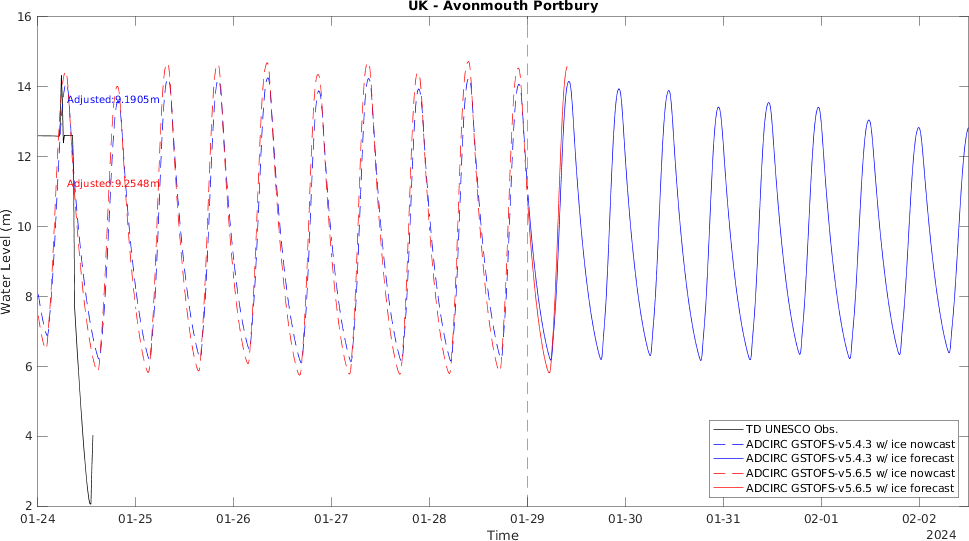 UK - Avonmouth Portbury
16
14
12
10
8
6
4
2
Water Level (m)
Adjusted:9.1905m
Adjusted:9.2548m
TD UNESCO Obs.
ADCIRC GSTOFS-v5.4.3 w/ ice nowcast
ADCIRC GSTOFS-v5.4.3 w/ ice forecast
ADCIRC GSTOFS-v5.6.5 w/ ice nowcast
ADCIRC GSTOFS-v5.6.5 w/ ice forecast
01-24 01-25 01-26 01-27 01-28 01-29 01-30 01-31 02-01 02-02
Time
2024